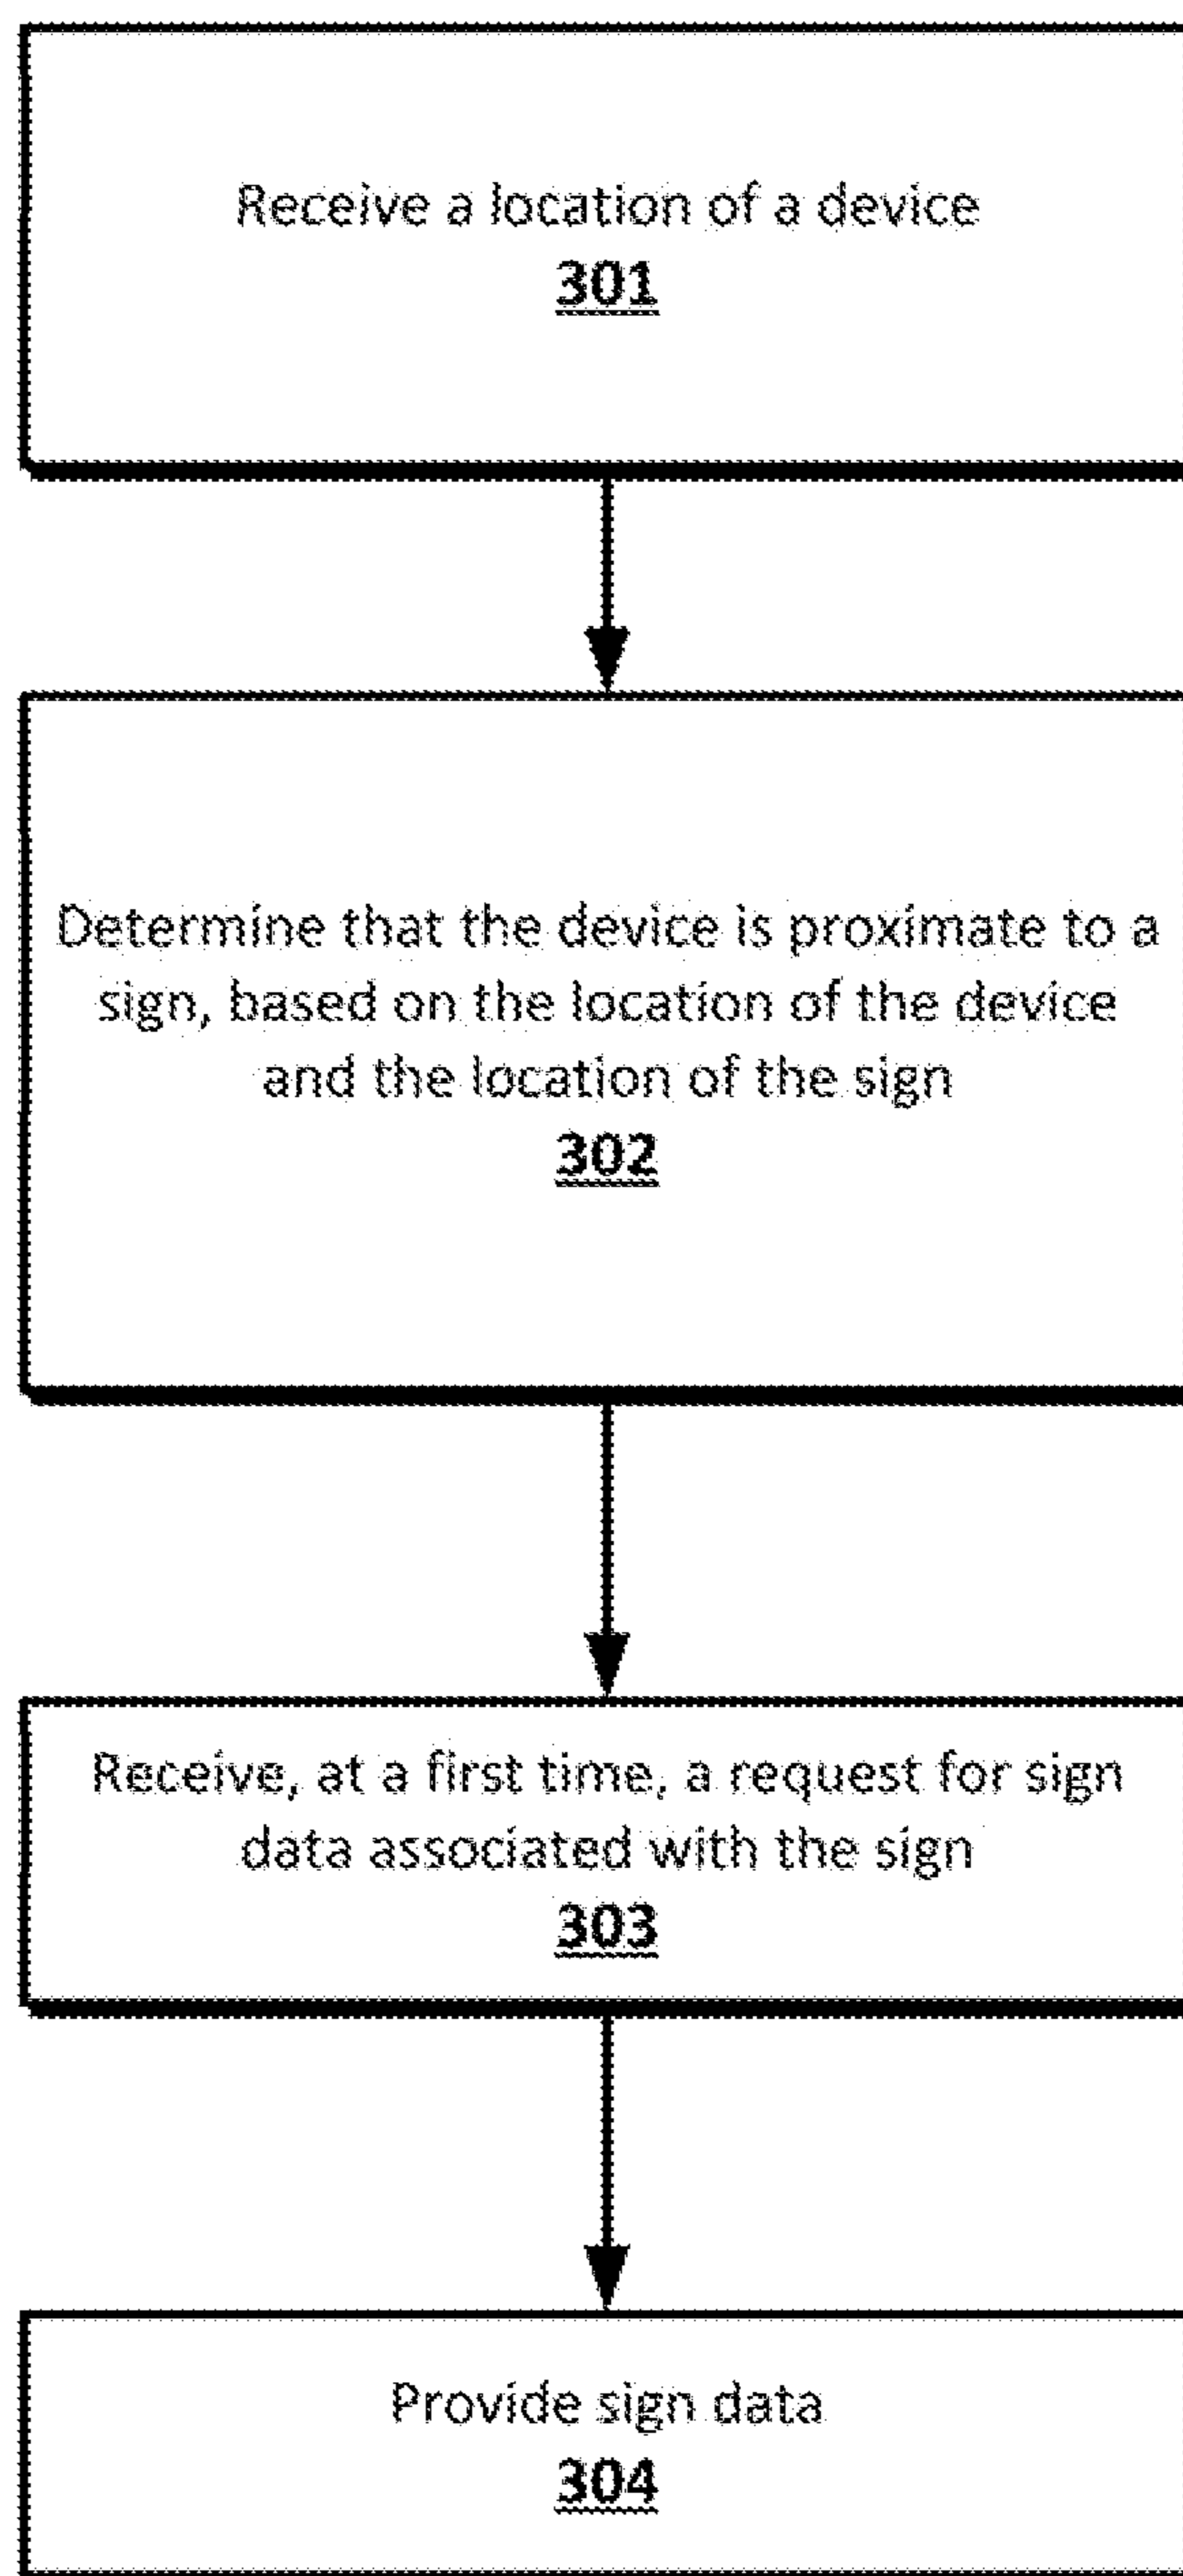 Receive a location of a device
301
Determine that the device is proximate to a
sign, based on the location of the device
and the location of the sign
302
Receive, at a first time, a request for sign
data associated with the sign
303
Provide sign data
304